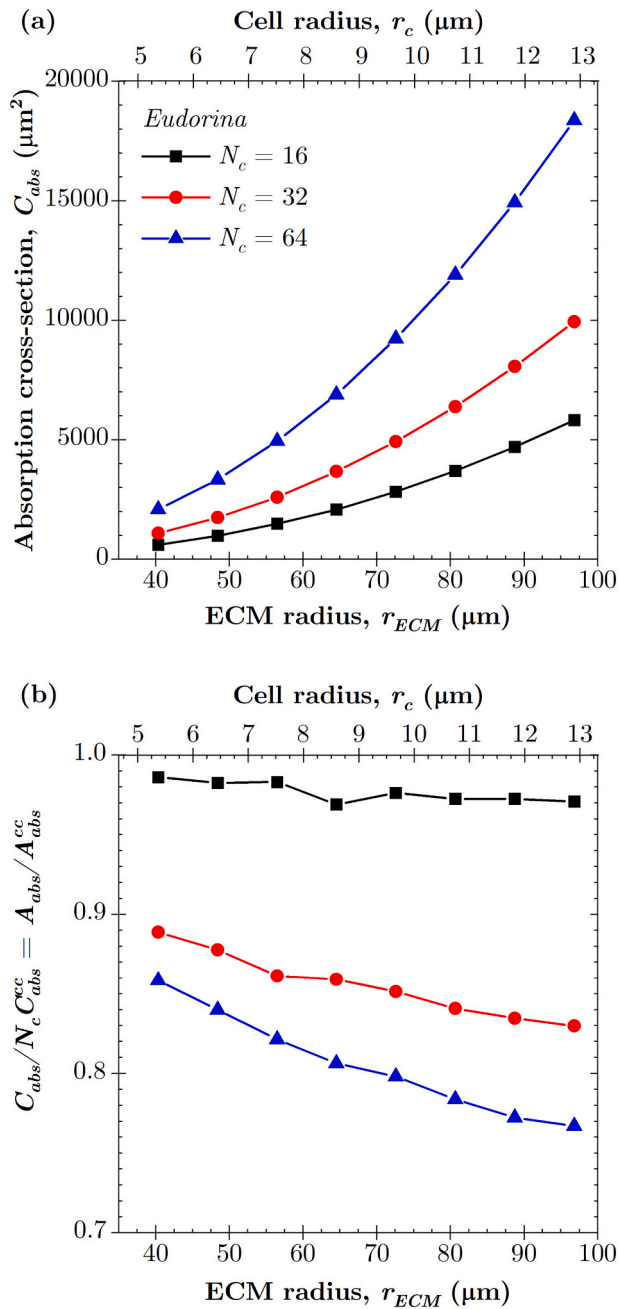 (a)
Cell radius, r_c (μm)
5 6 7 8 9 10 11 12 13
Absorption cross-section, C_abs (μm²)
20000
15000
10000
5000
0
Eudorina
N_c = 16
N_c = 32
N_c = 64
40 50 60 70 80 90 100
ECM radius, r_ECM (μm)
(b)
Cell radius, r_c (μm)
5 6 7 8 9 10 11 12 13
C_abs/N_c C_abs^cc = A_abs/A_abs^cc
1.0
0.9
0.8
0.7
40 50 60 70 80 90 100
ECM radius, r_ECM (μm)